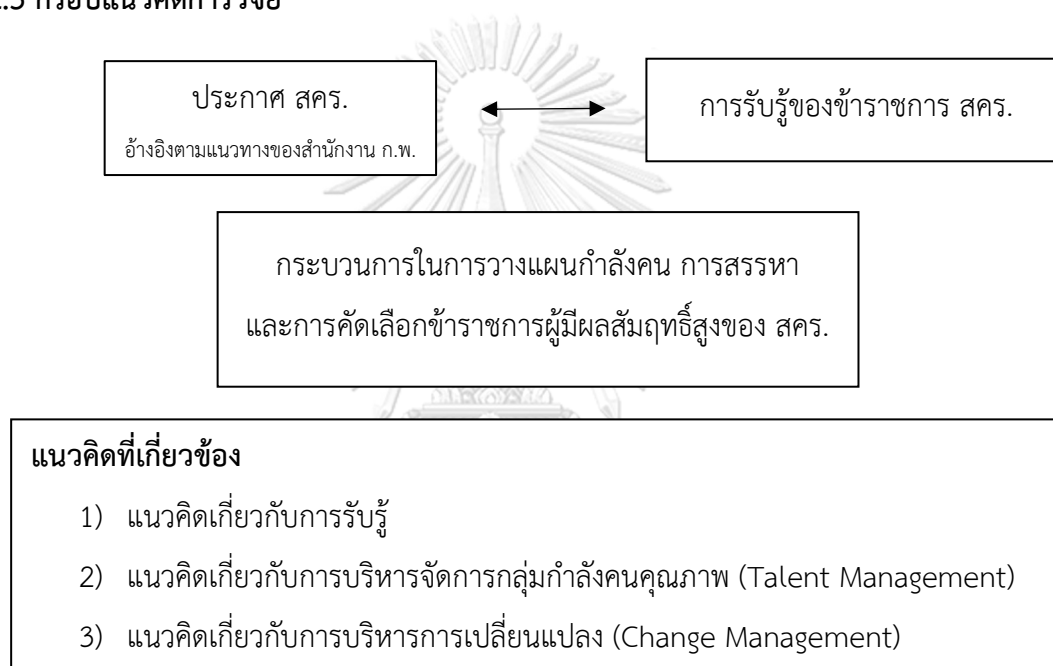 ประกาศ สคร.
อ้างอิงตามแนวทางของสำนักงาน ก.พ.
การรับรู้ของข้าราชการ สคร.
กระบวนการในการวางแผนกำลังคน การสรรหา
และการคัดเลือกข้าราชการผู้มีผลสัมฤทธิ์สูงของ สคร.
แนวคิดที่เกี่ยวข้อง
1) แนวคิดเกี่ยวกับการรับรู้
2) แนวคิดเกี่ยวกับการบริหารจัดการกลุ่มกำลังคนคุณภาพ (Talent Management)
3) แนวคิดเกี่ยวกับการบริหารการเปลี่ยนแปลง (Change Management)